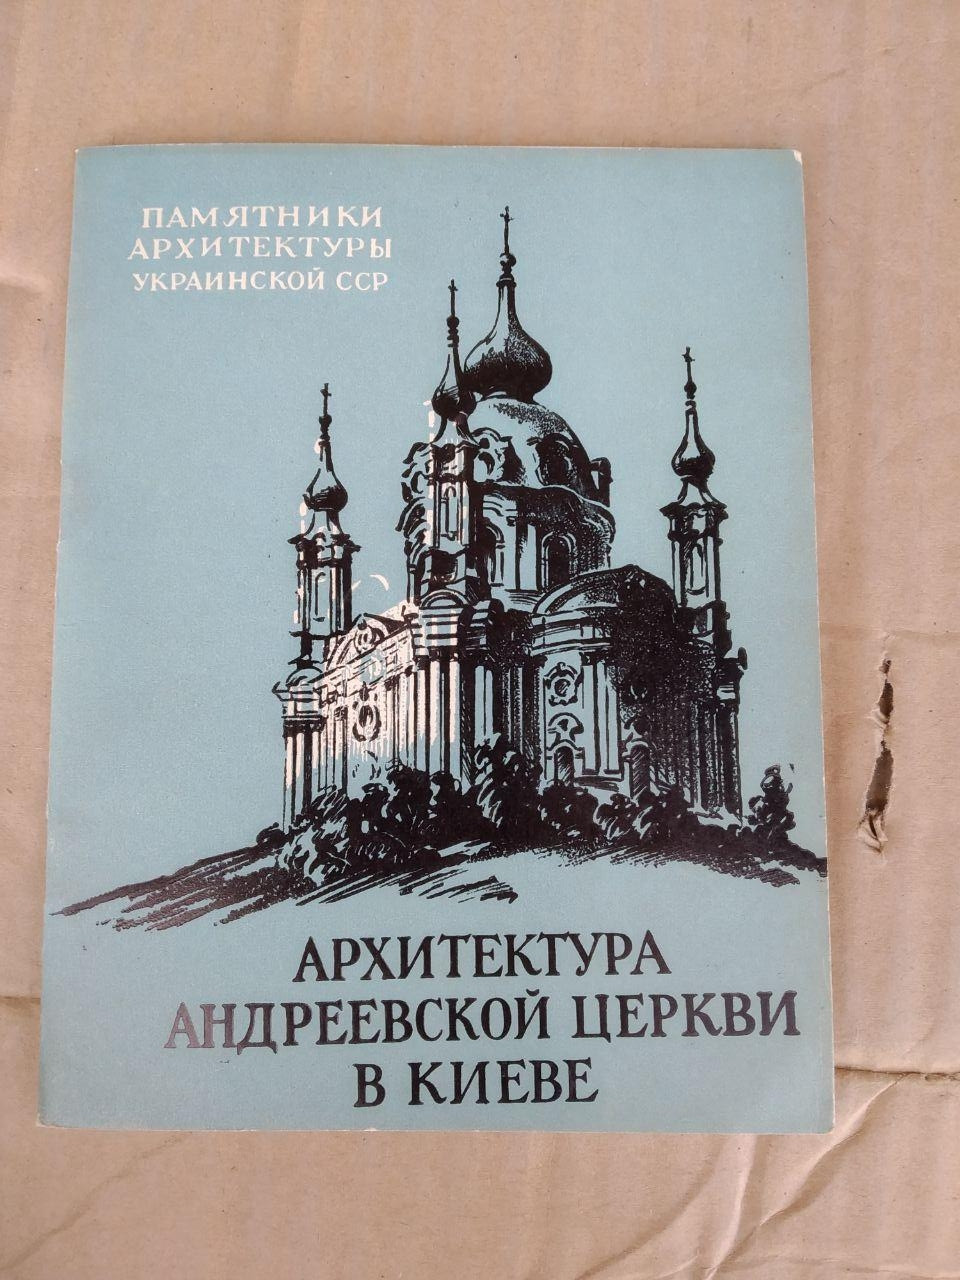 ПАМЯТНИКИ
АРХИТЕКТУРЫ
УКРАИНСКОЙ ССР
АРХИТЕКТУРА
АНДРЕЕВСКОЙ ЦЕРКВИ
В КИЕВЕ